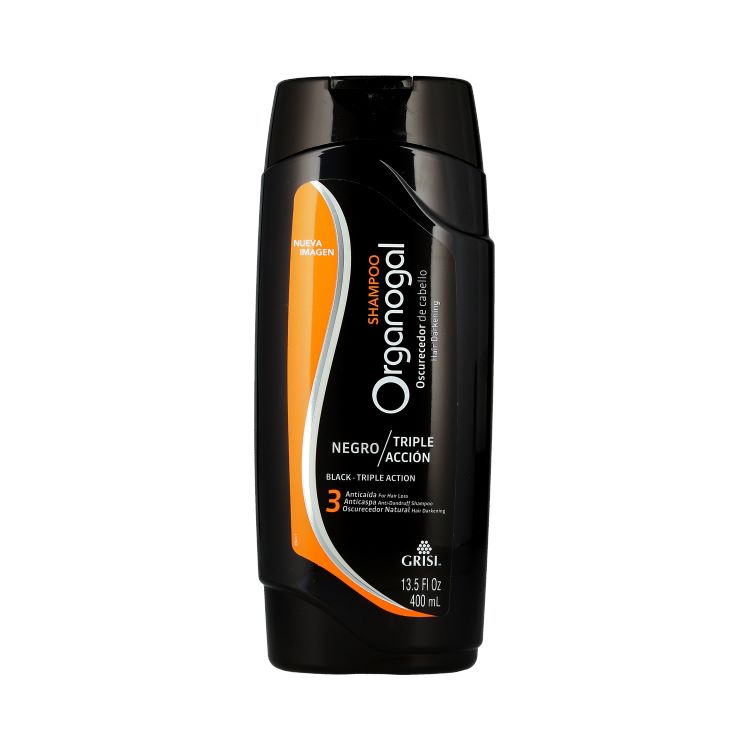 NUEVA
IMAGEN
SHAMPOO
Organogal
Oscurecedor de cabello
Hair Darkening
NEGRO/TRIPLE
ACCIÓN
BLACK - TRIPLE ACTION
3
Anticaída For Hair Loss
Anticaspa Anti-Dandruff Shampoo
Oscurecedor Natural Hair Darkening
GRISI
13.5 Fl Oz
400 mL